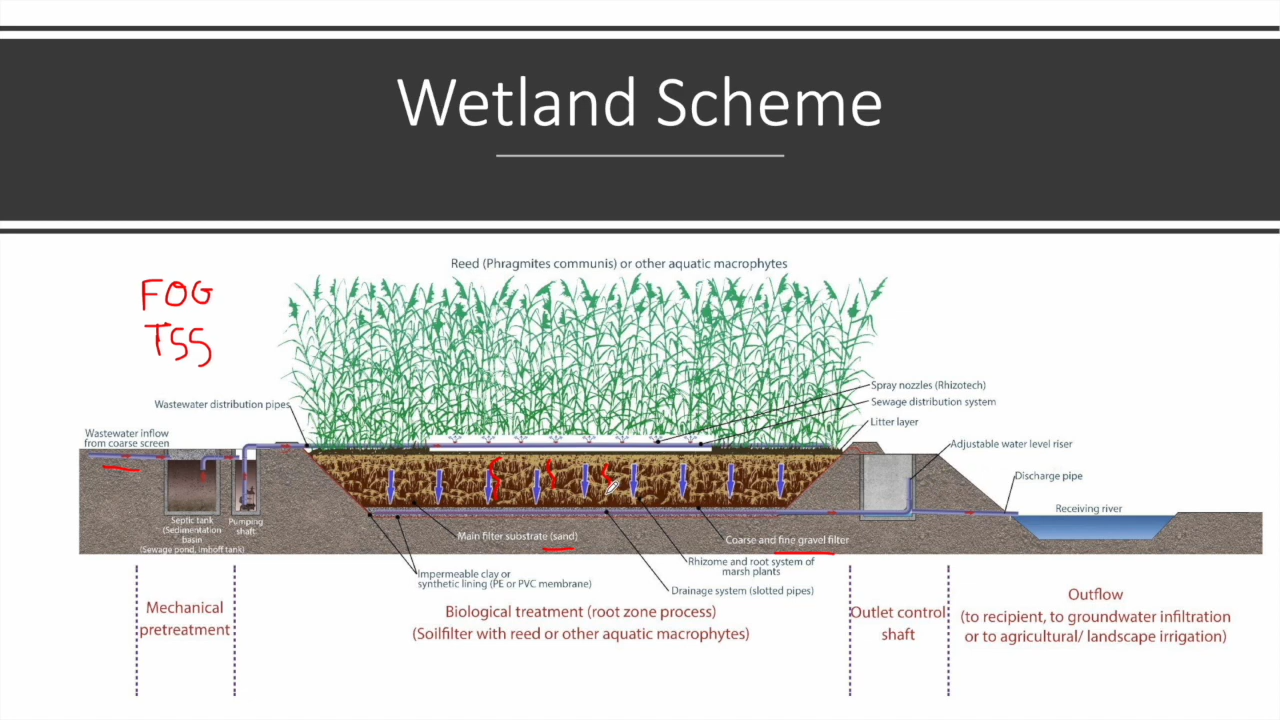 Wetland Scheme
Reed (Phragmites communis) or other aquatic macrophytes
FOG
TSS
Spray nozzles (Rhizotech)
Sewage distribution system
Wastewater distribution pipes
Litter layer
Wastewater inflow
from coarse screen
Adjustable water level riser
Discharge pipe
Receiving river
Septic tank
(Sedimentation
basin
(Sewage pond, Imhoff tank)
Pumping
shaft
Main filter substrate (sand)
Coarse and fine gravel filter
Rhizome and root system of
marsh plants
Impermeable clay or
synthetic lining (PE or PVC membrane)
Drainage system (slotted pipes)
Mechanical
pretreatment
Biological treatment (root zone process)
(Soilfilter with reed or other aquatic macrophytes)
Outlet control
shaft
Outflow
(to recipient, to groundwater infiltration
or to agricultural/ landscape irrigation)